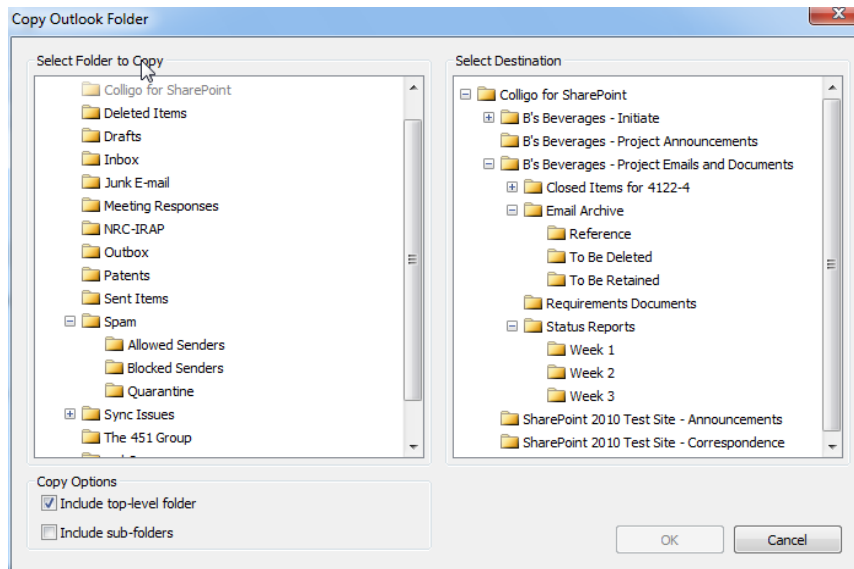 Copy Outlook Folder
Select Folder to Copy
Colligo for SharePoint
Deleted Items
Drafts
Inbox
Junk E-mail
Meeting Responses
NRC-IRAP
Outbox
Patents
Sent Items
Spam
Allowed Senders
Blocked Senders
Quarantine
Sync Issues
The 451 Group
Select Destination
Colligo for SharePoint
B's Beverages - Initiate
B's Beverages - Project Announcements
B's Beverages - Project Emails and Documents
Closed Items for 4122-4
Email Archive
Reference
To Be Deleted
To Be Retained
Requirements Documents
Status Reports
Week 1
Week 2
Week 3
SharePoint 2010 Test Site - Announcements
SharePoint 2010 Test Site - Correspondence
Copy Options
Include top-level folder
Include sub-folders
OK
Cancel